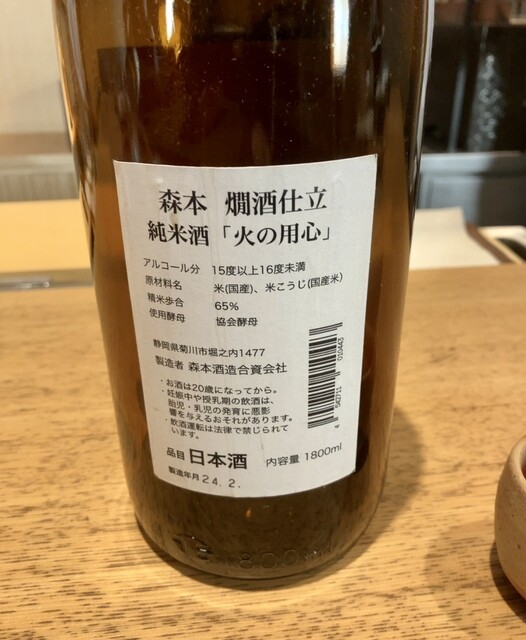 森本 燗酒仕立
純米酒「火の用心」
アルコール分 15度以上16度未満
原材料名 米(国産)、米こうじ(国産米)
精米歩合 65%
使用酵母 協会酵母
静岡県菊川市堀之内1477
製造者 森本酒造合資会社
・お酒は20歳になってから。
・妊娠中や授乳期の飲酒は、
胎児・乳児の発育に悪影
響を与えるおそれがあります。
・飲酒運転は法律で禁じられて
います。
品目 日本酒 内容量 1800ml
製造年月 24.2.